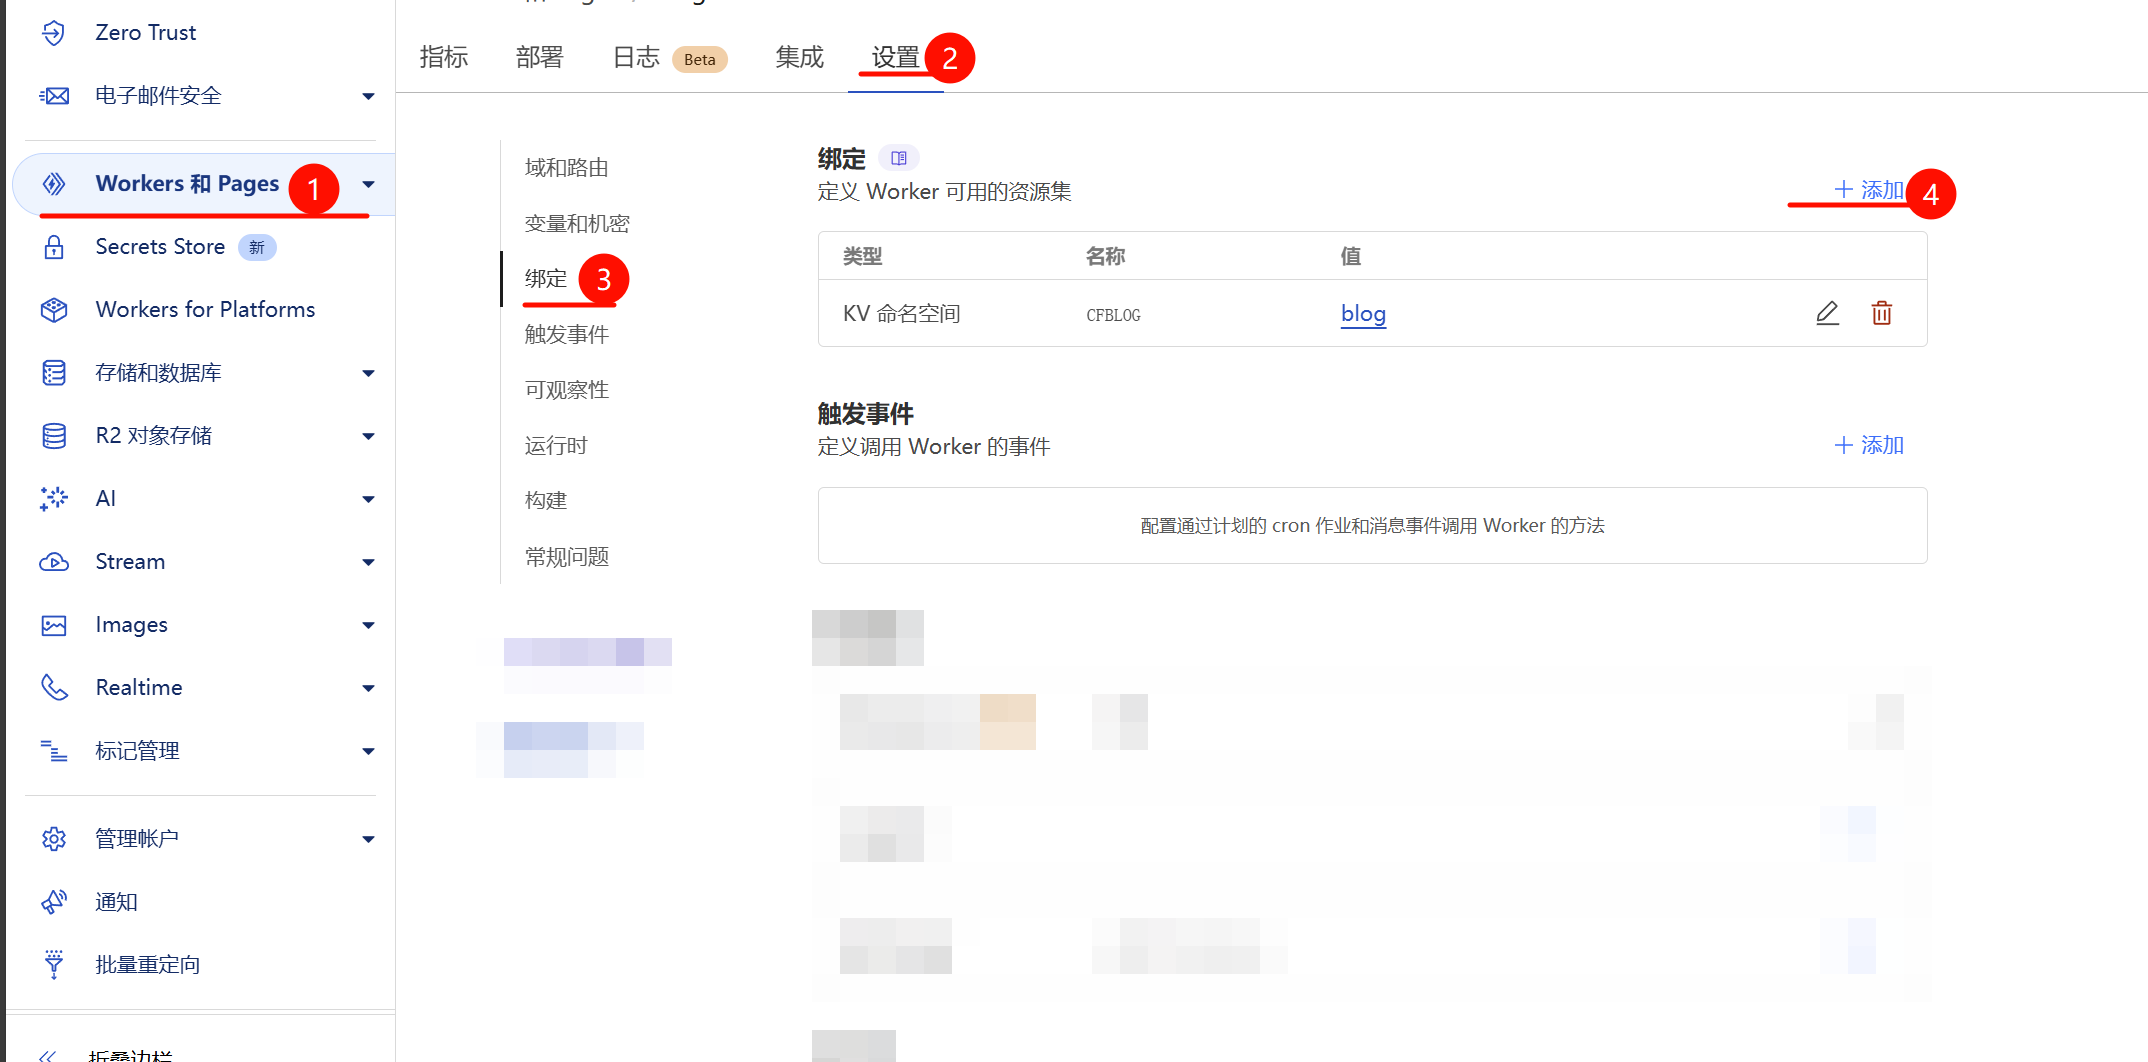 Zero Trust
电子邮件安全
Workers 和 Pages 1
Secrets Store 新
Workers for Platforms
存储和数据库
R2 对象存储
AI
Stream
Images
Realtime
标记管理
管理帐户
通知
批量重定向
折叠边栏
指标 部署 日志 Beta 集成 设置 2
域和路由
变量和机密
绑定 3
触发事件
可观察性
运行时
构建
常规问题
绑定
定义 Worker 可用的资源集
+ 添加 4
类型 名称 值
KV 命名空间 CFBLOG blog
触发事件
定义调用 Worker 的事件
+ 添加
配置通过计划的 cron 作业和消息事件调用 Worker 的方法